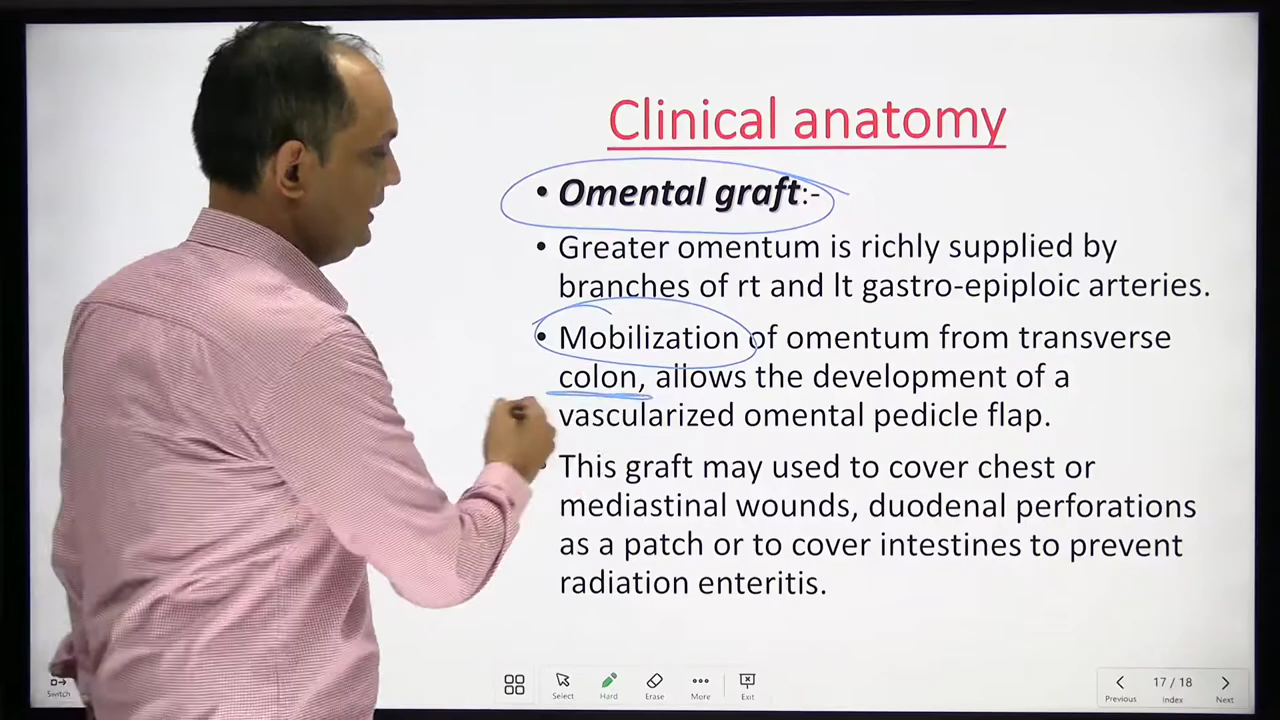 Clinical anatomy
• Omental graft:-
• Greater omentum is richly supplied by
branches of rt and lt gastro-epiploic arteries.
• Mobilization of omentum from transverse
colon, allows the development of a
vascularized omental pedicle flap.
This graft may used to cover chest or
mediastinal wounds, duodenal perforations
as a patch or to cover intestines to prevent
radiation enteritis.
Switch
Select
Hard
Erase
More
Exit
Previous
17 / 18
Index
Next